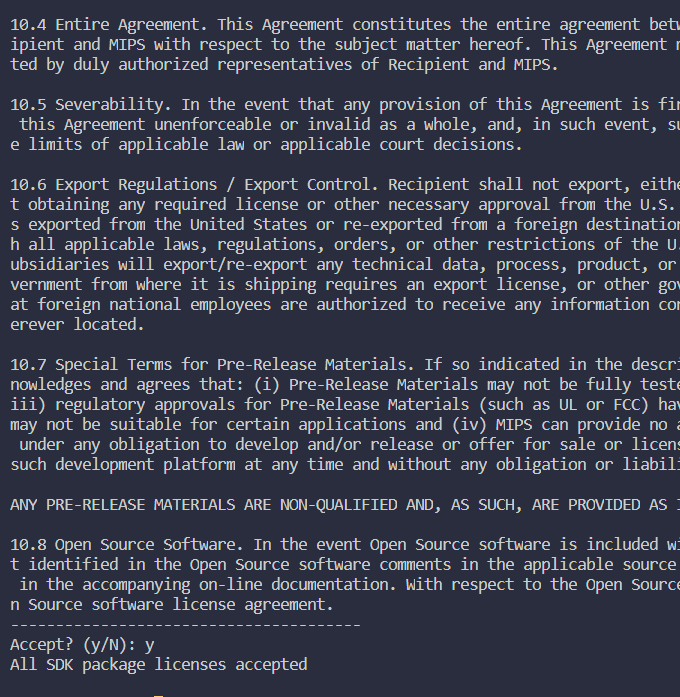 10.4 Entire Agreement. This Agreement constitutes the entire agreement
ipient and MIPS with respect to the subject matter hereof. This Agreement
ted by duly authorized representatives of Recipient and MIPS.
10.5 Severability. In the event that any provision of this Agreement is
this Agreement unenforceable or invalid as a whole, and, in such event,
e limits of applicable law or applicable court decisions.
10.6 Export Regulations / Export Control. Recipient shall not export,
t obtaining any required license or other necessary approval from the U.S.
s exported from the United States or re-exported from a foreign destination
h all applicable laws, regulations, orders, or other restrictions of the
ubsidiaries will export/re-export any technical data, process, product, or
vernment from where it is shipping requires an export license, or other
at foreign national employees are authorized to receive any information
erever located.
10.7 Special Terms for Pre-Release Materials. If so indicated in the
nowledges and agrees that: (i) Pre-Release Materials may not be fully
iii) regulatory approvals for Pre-Release Materials (such as UL or FCC)
may not be suitable for certain applications and (iv) MIPS can provide no
under any obligation to develop and/or release or offer for sale or
such development platform at any time and without any obligation or
ANY PRE-RELEASE MATERIALS ARE NON-QUALIFIED AND, AS SUCH, ARE PROVIDED AS
10.8 Open Source Software. In the event Open Source software is included
t identified in the Open Source software comments in the applicable source
in the accompanying on-line documentation. With respect to the Open Source
n Source software license agreement.
---------------------------------------
Accept? (y/N): y
All SDK package licenses accepted